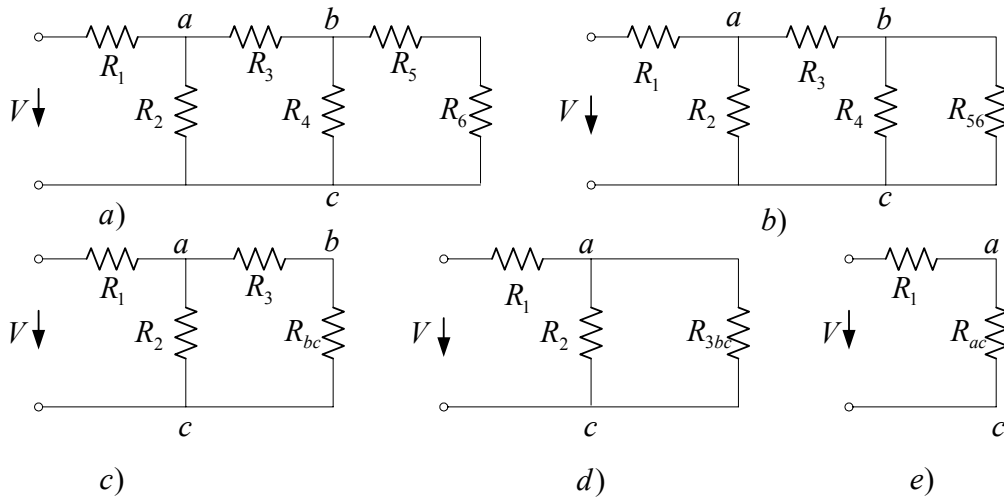 a b a b
R1 R3 R5 R1 R3
V R2 R4 R6 V R2 R4 R56
c c
a) b)
a b a a
R1 R3 R1 R1
V R2 Rbc V R2 R3bc V Rac
c c c
c) d) e)